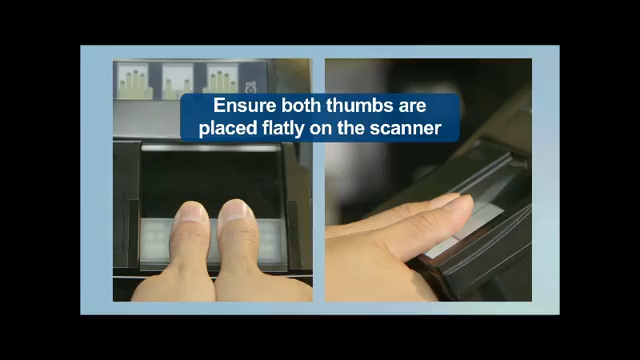 Ensure both thumbs are
placed flatly on the scanner